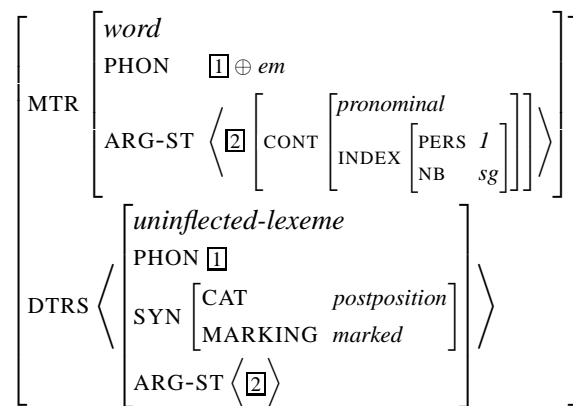 word
PHON 1 ⊕ em
MTR ARG-ST ⟨ 2 [ CONT [ pronominal
INDEX [ PERS 1
NB sg ] ] ] ⟩
uninflected-lexeme
PHON 1
DTRS ⟨ SYN [ CAT postposition
MARKING marked ] ⟩
ARG-ST ⟨ 2 ⟩